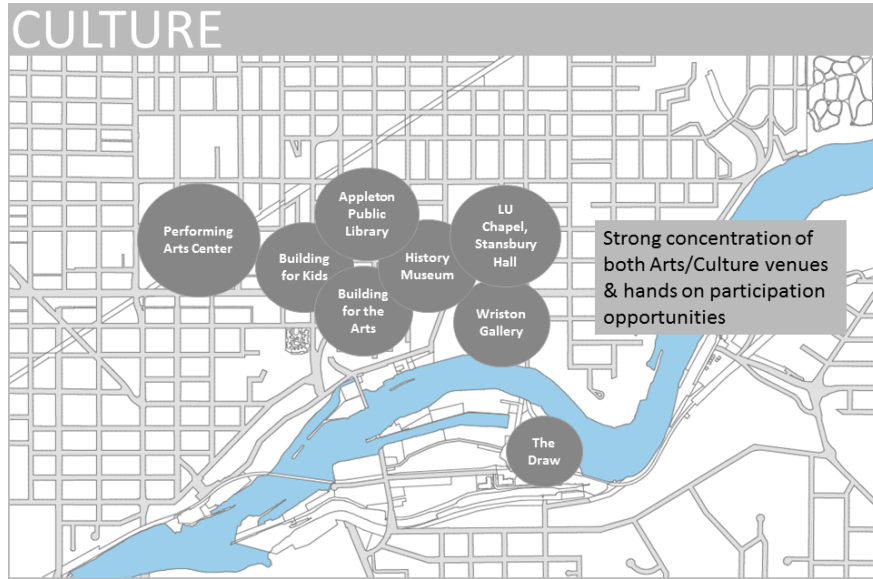 CULTURE
Performing
Arts Center
Building
for Kids
Appleton
Public
Library
Building
for the
Arts
History
Museum
LU
Chapel,
Stansbury
Hall
Wriston
Gallery
The
Draw
Strong concentration of
both Arts/Culture venues
& hands on participation
opportunities